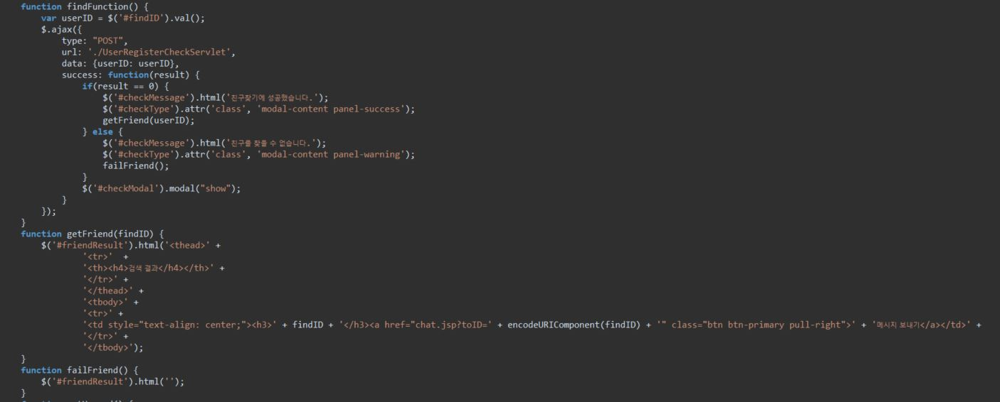 function findFunction() {
    var userID = $('#findID').val();
    $.ajax({
        type: "POST",
        url: './UserRegisterCheckServlet',
        data: {userID: userID},
        success: function(result) {
            if(result == 0) {
                $('#checkMessage').html('친구찾기에 성공했습니다.');
                $('#checkType').attr('class', 'modal-content panel-success');
                getFriend(userID);
            } else {
                $('#checkMessage').html('친구를 찾을 수 없습니다.');
                $('#checkType').attr('class', 'modal-content panel-warning');
                failFriend();
            }
            $('#checkModal').modal("show");
        }
    });
}
function getFriend(findID) {
    $('#friendResult').html('<thead>' +
            '<tr>'  +
            '<th><h4>검색 결과</h4></th>' +
            '</tr>' +
            '</thead>' +
            '<tbody>' +
            '<tr>' +
            '<td style="text-align: center;"><h3>' + findID + '</h3><a href="chat.jsp?toID=' + encodeURIComponent(findID) + '" class="btn btn-primary pull-right">' + '메시지 보내기</a></td>' +
            '</tr>' +
            '</tbody>');
}
function failFriend() {
    $('#friendResult').html('');
}